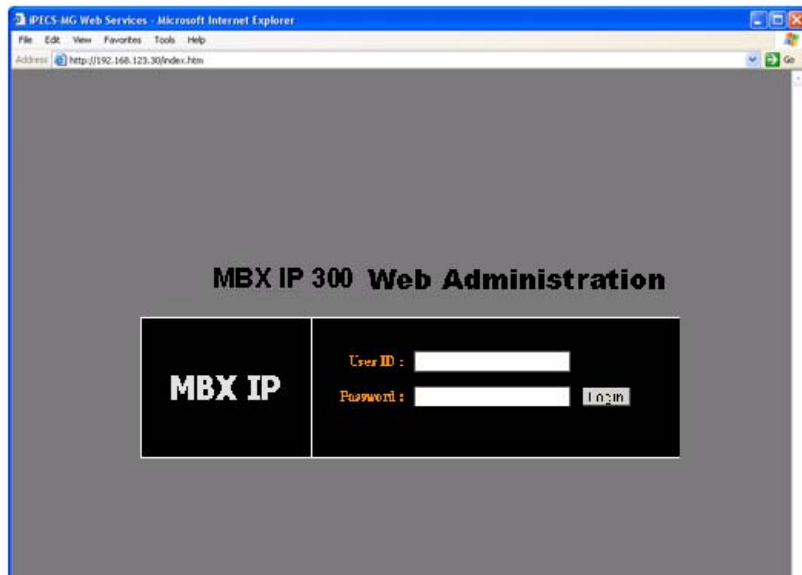 iPECS-MG Web Services - Microsoft Internet Explorer
File Edit View Favorites Tools Help
Address http://192.168.123.30/index.htm Go
MBX IP 300 Web Administration
MBX IP
User ID :
Password : Login